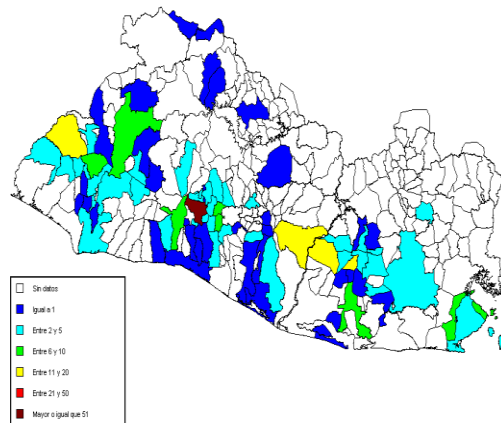 Sin datos
Igual a 1
Entre 2 y 5
Entre 6 y 10
Entre 11 y 20
Entre 21 y 50
Mayor o igual que 51